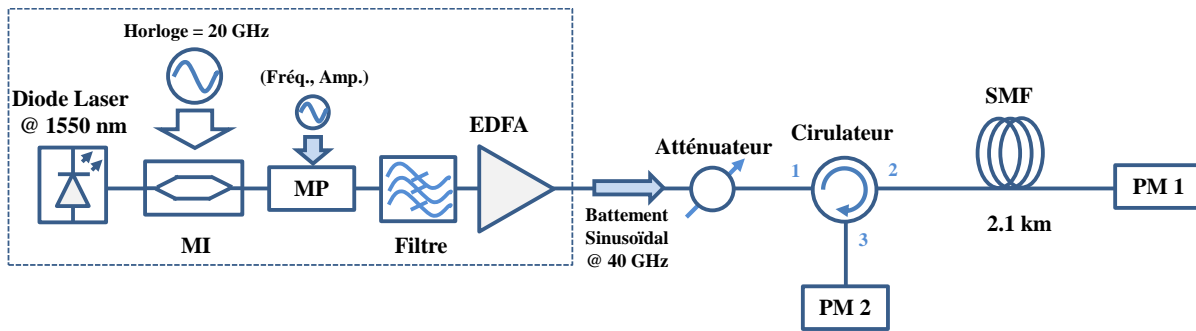 Horloge = 20 GHz
(Fréq., Amp.)
Diode Laser
@ 1550 nm
EDFA
MP
MI
Filtre
Battement
Sinusoïdal
@ 40 GHz
Atténuateur
Cirulateur
1
2
3
PM 2
SMF
2.1 km
PM 1